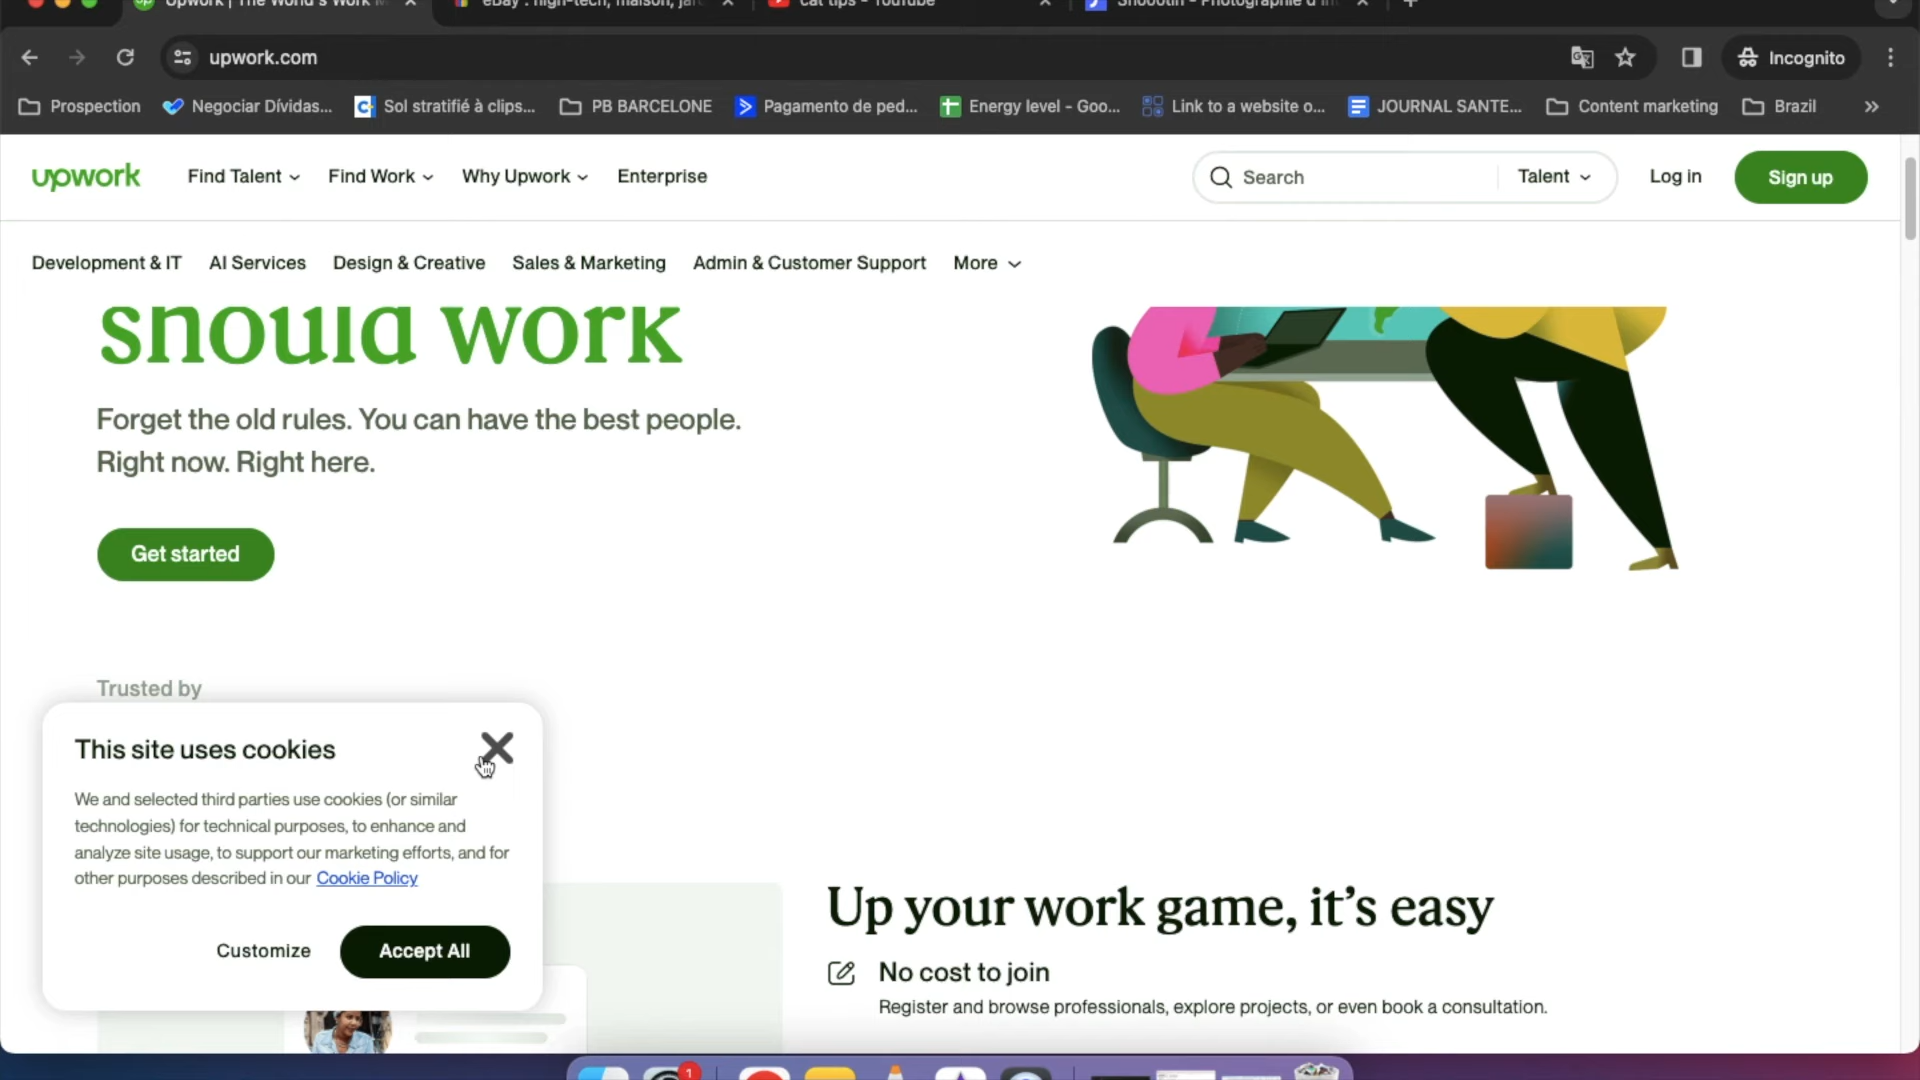 Upwork | The World's Work M
eBay : high-tech, maison, jar
cat tips - YouTube
Shootin - Photographie d'in
upwork.com
Incognito
Prospection
Negociar Dívidas...
Sol stratifié à clips...
PB BARCELONE
Pagamento de ped...
Energy level - Goo...
Link to a website o...
JOURNAL SANTE...
Content marketing
Brazil
upwork
Find Talent
Find Work
Why Upwork
Enterprise
Search
Talent
Log in
Sign up
Development & IT
AI Services
Design & Creative
Sales & Marketing
Admin & Customer Support
More
should work
Forget the old rules. You can have the best people.
Right now. Right here.
Get started
Trusted by
This site uses cookies
We and selected third parties use cookies (or similar
technologies) for technical purposes, to enhance and
analyze site usage, to support our marketing efforts, and for
other purposes described in our Cookie Policy
Customize
Accept All
Up your work game, it's easy
No cost to join
Register and browse professionals, explore projects, or even book a consultation.
1